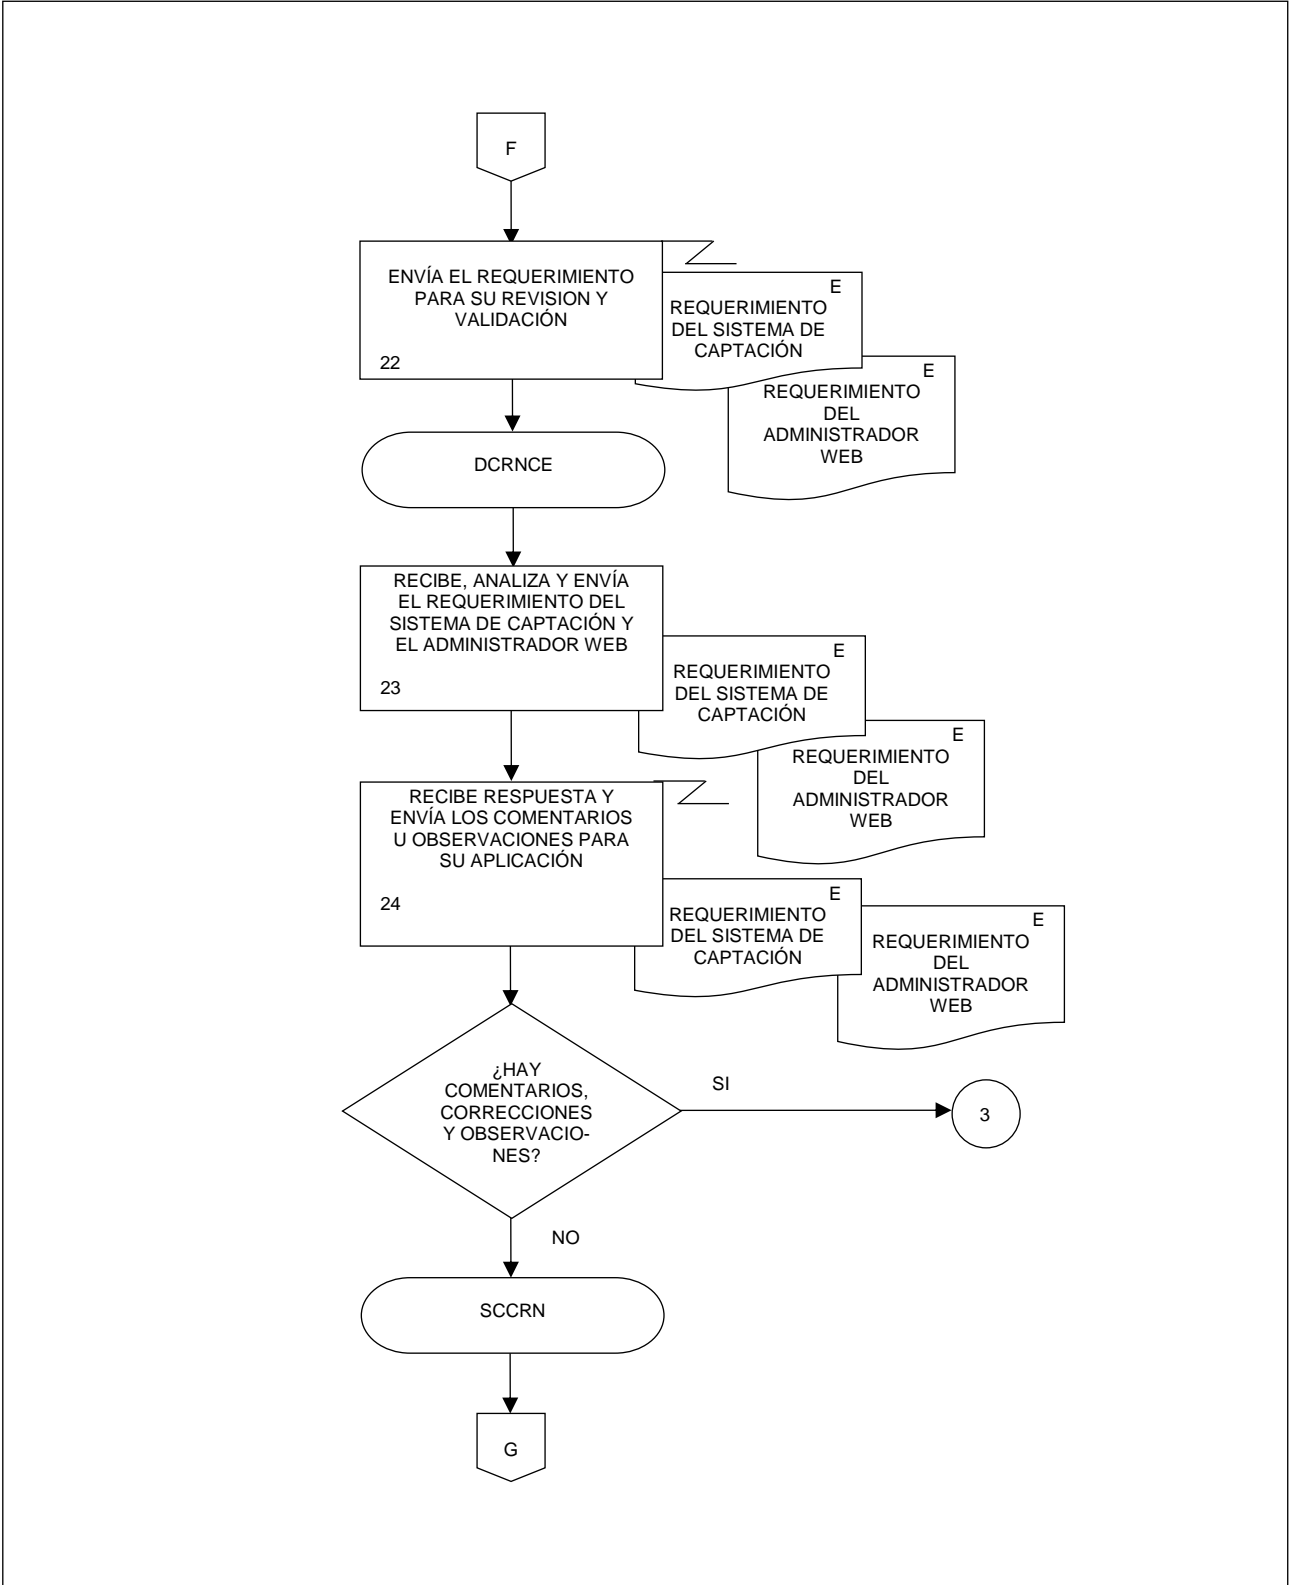 F
ENVÍA EL REQUERIMIENTO
PARA SU REVISION Y
VALIDACIÓN
22
E
REQUERIMIENTO
DEL SISTEMA DE
CAPTACIÓN
E
REQUERIMIENTO
DEL
ADMINISTRADOR
WEB
DCRNCE
RECIBE, ANALIZA Y ENVÍA
EL REQUERIMIENTO DEL
SISTEMA DE CAPTACIÓN Y
EL ADMINISTRADOR WEB
23
E
REQUERIMIENTO
DEL SISTEMA DE
CAPTACIÓN
E
REQUERIMIENTO
DEL
ADMINISTRADOR
WEB
RECIBE RESPUESTA Y
ENVÍA LOS COMENTARIOS
U OBSERVACIONES PARA
SU APLICACIÓN
24
E
REQUERIMIENTO
DEL SISTEMA DE
CAPTACIÓN
E
REQUERIMIENTO
DEL
ADMINISTRADOR
WEB
¿HAY
COMENTARIOS,
CORRECCIONES
Y OBSERVACIO-
NES?
SI
3
NO
SCCRN
G